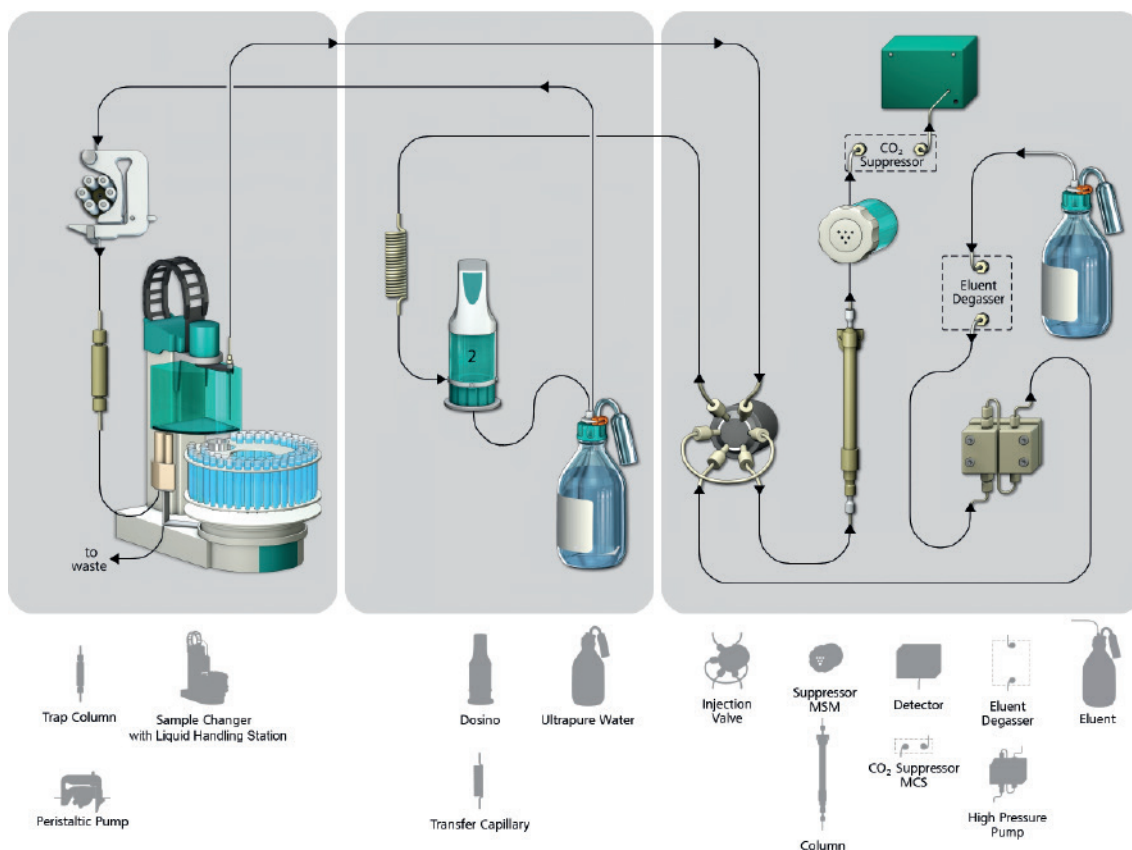 CO₂
Suppressor
Eluent
Degasser
2
to
waste
Trap Column
Sample Changer
with Liquid Handling Station
Dosino
Ultrapure Water
Injection
Valve
Suppressor
MSM
Detector
Eluent
Degasser
Eluent
Peristaltic Pump
Transfer Capillary
Column
CO₂ Suppressor
MCS
High Pressure
Pump